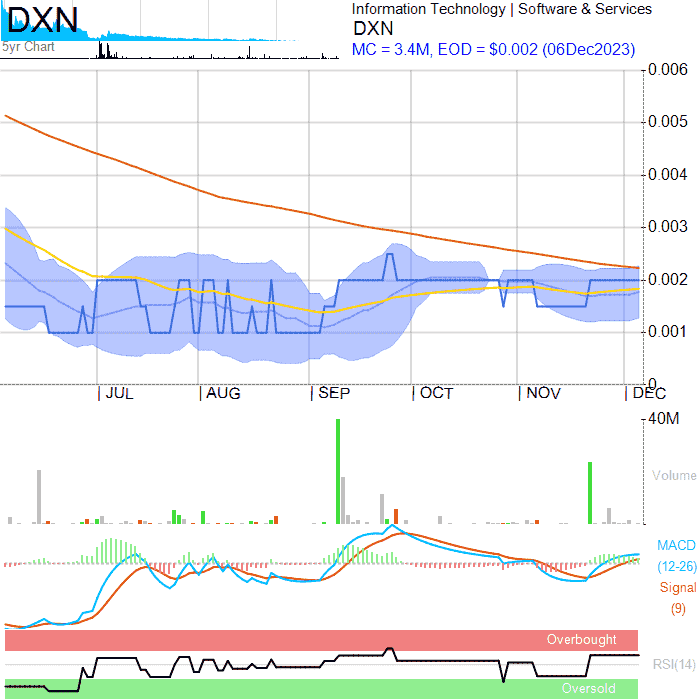 DXN
5yr Chart
Information Technology | Software & Services
DXN
MC = 3.4M, EOD = $0.002 (06Dec2023)
0.006
0.005
0.004
0.003
0.002
0.001
0
JUL AUG SEP OCT NOV DEC
40M
Volume
MACD
(12-26)
Signal
(9)
Overbought
RSI(14)
Oversold